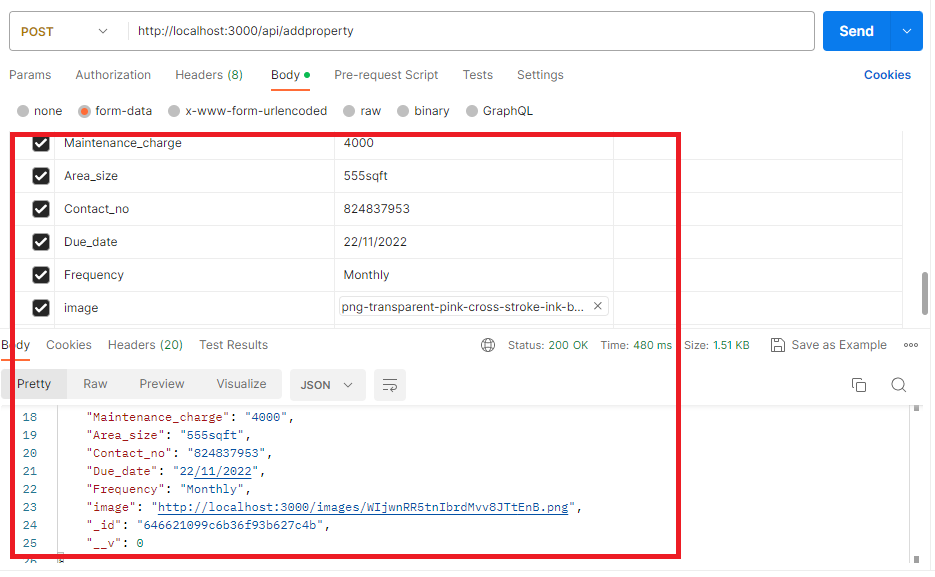 POST http://localhost:3000/api/addproperty Send
Params Authorization Headers (8) Body Pre-request Script Tests Settings Cookies
none form-data x-www-form-urlencoded raw binary GraphQL
Maintenance_charge 4000
Area_size 555sqft
Contact_no 824837953
Due_date 22/11/2022
Frequency Monthly
image png-transparent-pink-cross-stroke-ink-b...
Body Cookies Headers (20) Test Results Status: 200 OK Time: 480 ms Size: 1.51 KB Save as Example
Pretty Raw Preview Visualize JSON
18 "Maintenance_charge": "4000",
19 "Area_size": "555sqft",
20 "Contact_no": "824837953",
21 "Due_date": "22/11/2022",
22 "Frequency": "Monthly",
23 "image": "http://localhost:3000/images/WIjwnRR5tnIbrdMvv8JTtEnB.png",
24 "_id": "646621099c6b36f93b627c4b",
25 "__v": 0